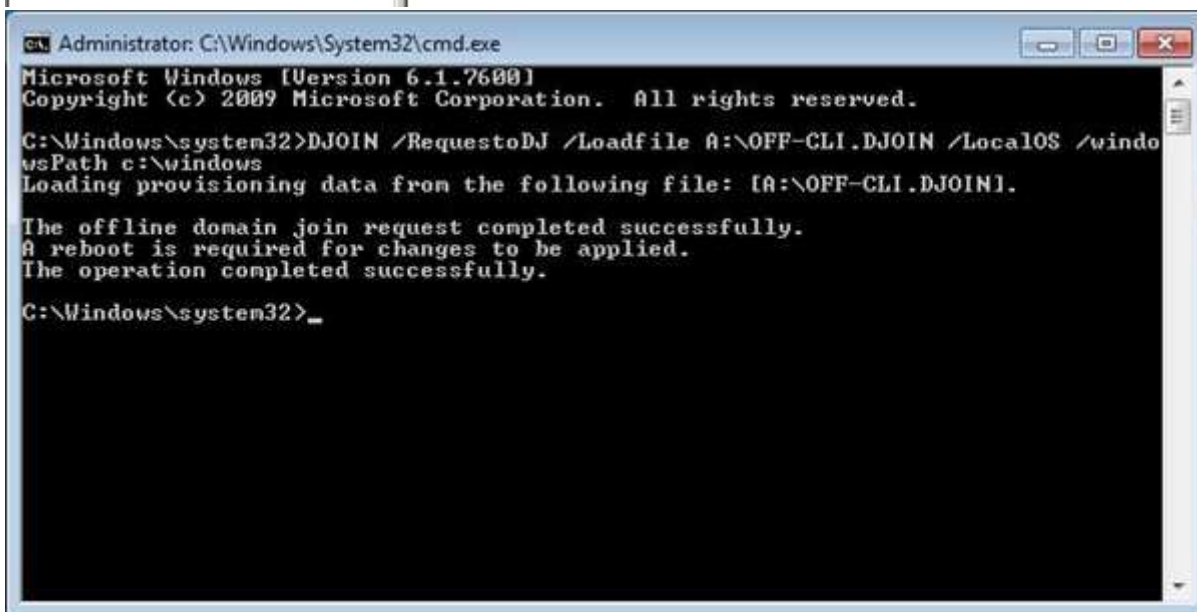 Administrator: C:\Windows\System32\cmd.exe
Microsoft Windows [Version 6.1.7600]
Copyright (c) 2009 Microsoft Corporation.  All rights reserved.
C:\Windows\system32>DJOIN /RequestoDJ /Loadfile A:\OFF-CLI.DJOIN /LocalOS /windo
wsPath c:\windows
Loading provisioning data from the following file: [A:\OFF-CLI.DJOIN].
The offline domain join request completed successfully.
A reboot is required for changes to be applied.
The operation completed successfully.
C:\Windows\system32>_